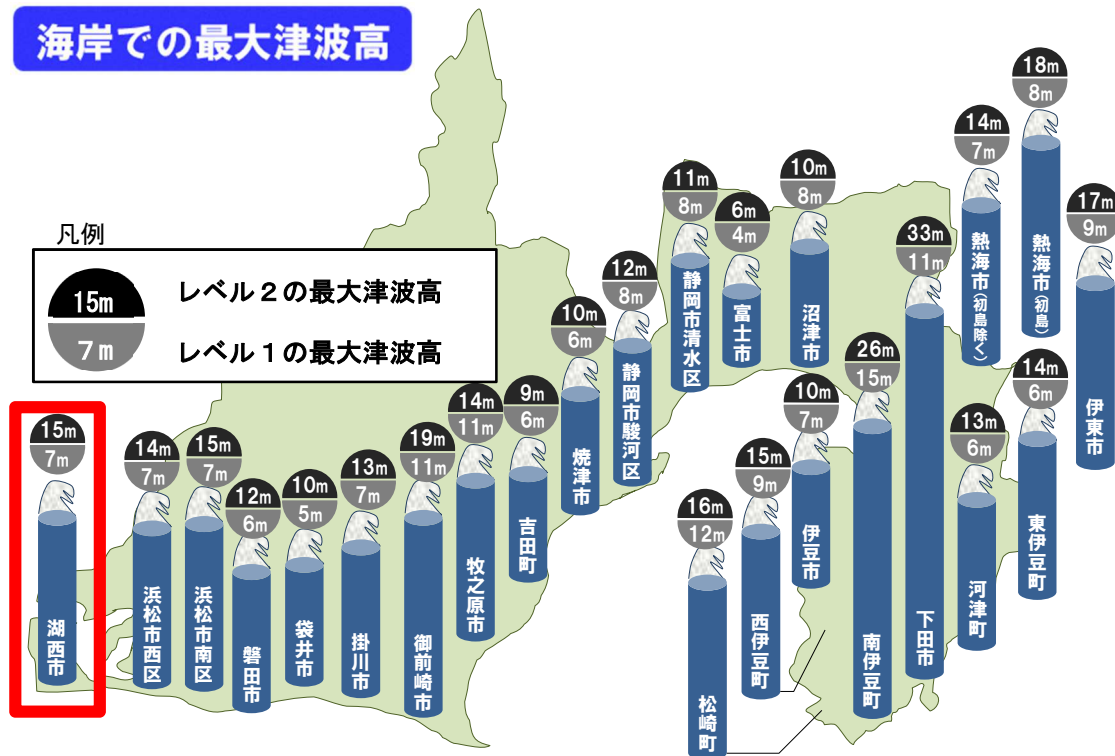 海岸での最大津波高
凡例
15m
7m
レベル2の最大津波高
レベル1の最大津波高
15m
7m
湖西市
14m
7m
浜松市西区
15m
7m
浜松市南区
12m
6m
磐田市
10m
5m
袋井市
13m
7m
掛川市
19m
11m
御前崎市
14m
11m
牧之原市
9m
6m
吉田町
10m
6m
焼津市
12m
8m
静岡市駿河区
11m
8m
静岡市清水区
6m
4m
富士市
10m
8m
沼津市
10m
7m
伊豆市
15m
9m
西伊豆町
16m
12m
松崎町
26m
15m
南伊豆町
33m
11m
下田市
13m
6m
河津町
14m
6m
東伊豆町
17m
9m
伊東市
14m
7m
熱海市(初島除く)
18m
8m
熱海市(初島)